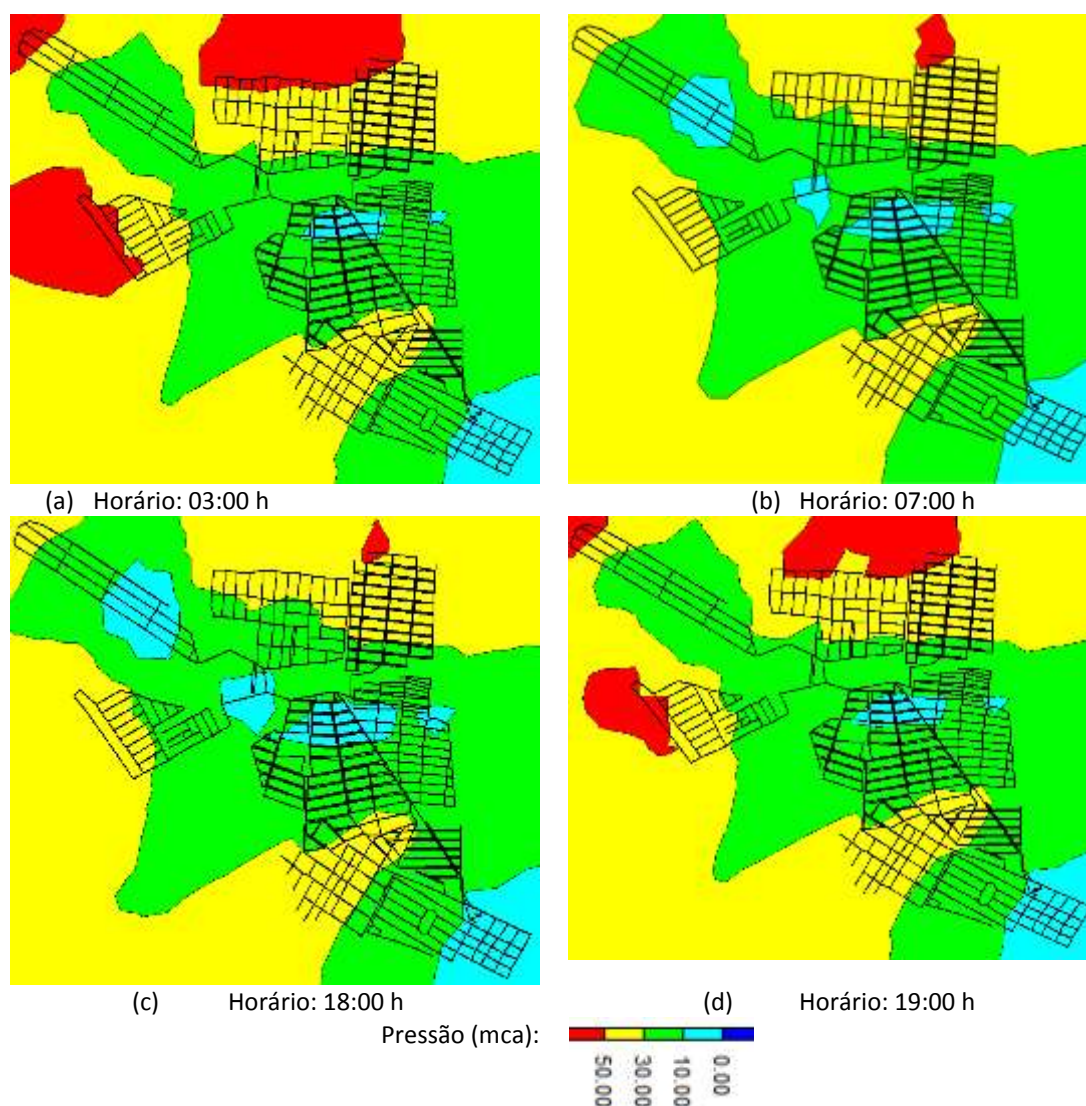 (a) Horário: 03:00 h
(b) Horário: 07:00 h
(c) Horário: 18:00 h
(d) Horário: 19:00 h
Pressão (mca):
50.00
30.00
10.00
0.00